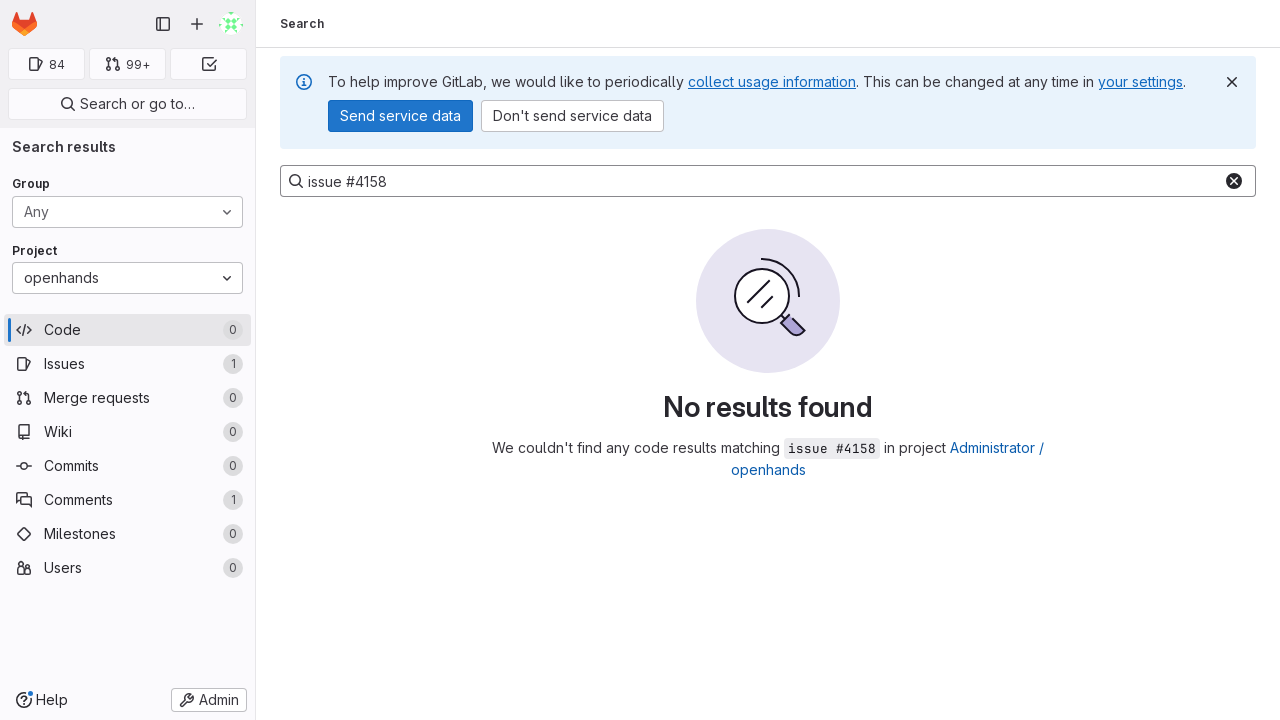 84
99+
Search or go to…
Search results
Group
Any
Project
openhands
Code 0
Issues 1
Merge requests 0
Wiki 0
Commits 0
Comments 1
Milestones 0
Users 0
Help
Admin
Search
To help improve GitLab, we would like to periodically collect usage information. This can be changed at any time in your settings.
Send service data
Don't send service data
issue #4158
No results found
We couldn't find any code results matching issue #4158 in project Administrator /
openhands